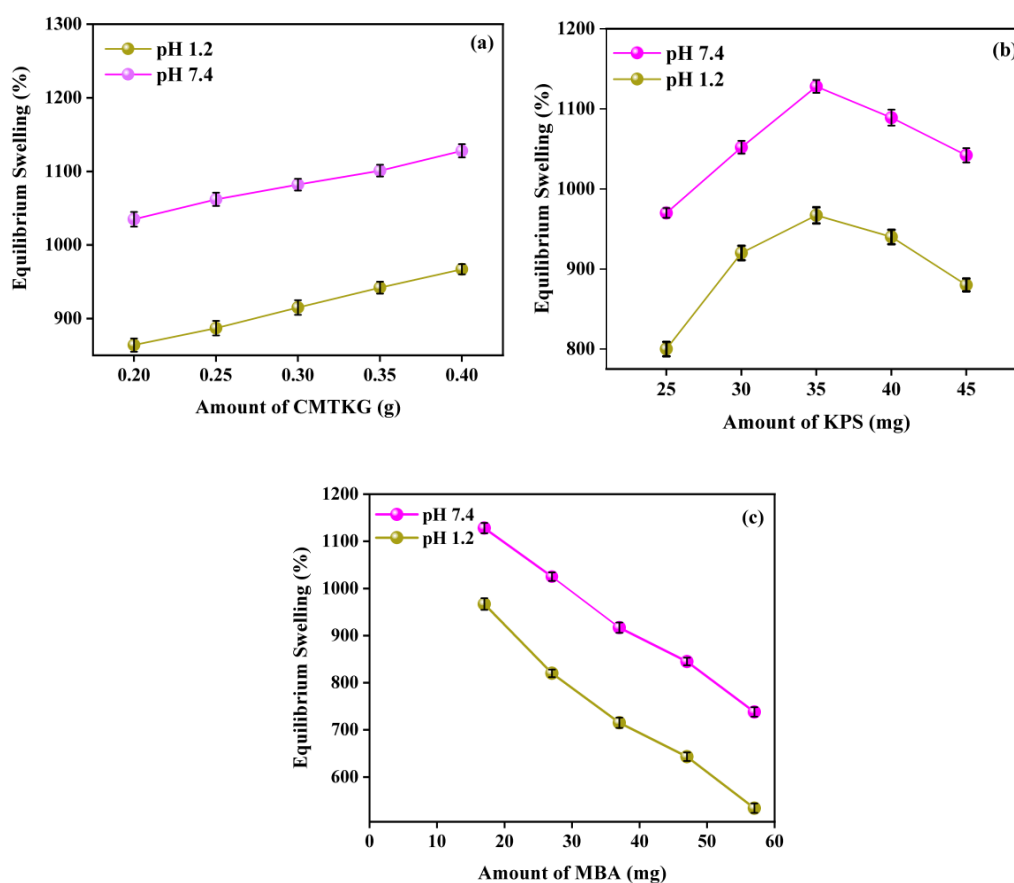 (a)
pH 1.2
pH 7.4
Equilibrium Swelling (%)
1300
1200
1100
1000
900
0.20 0.25 0.30 0.35 0.40
Amount of CMTKG (g)
(b)
pH 7.4
pH 1.2
Equilibrium Swelling (%)
1200
1100
1000
900
800
25 30 35 40 45
Amount of KPS (mg)
(c)
pH 7.4
pH 1.2
Equilibrium Swelling (%)
1200
1100
1000
900
800
700
600
0 10 20 30 40 50 60
Amount of MBA (mg)